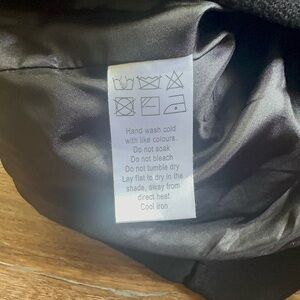 Hand wash cold
with like colours.
Do not soak
Do not bleach
Do not tumble dry
Lay flat to dry in the
shade, away from
direct heat.
Cool iron